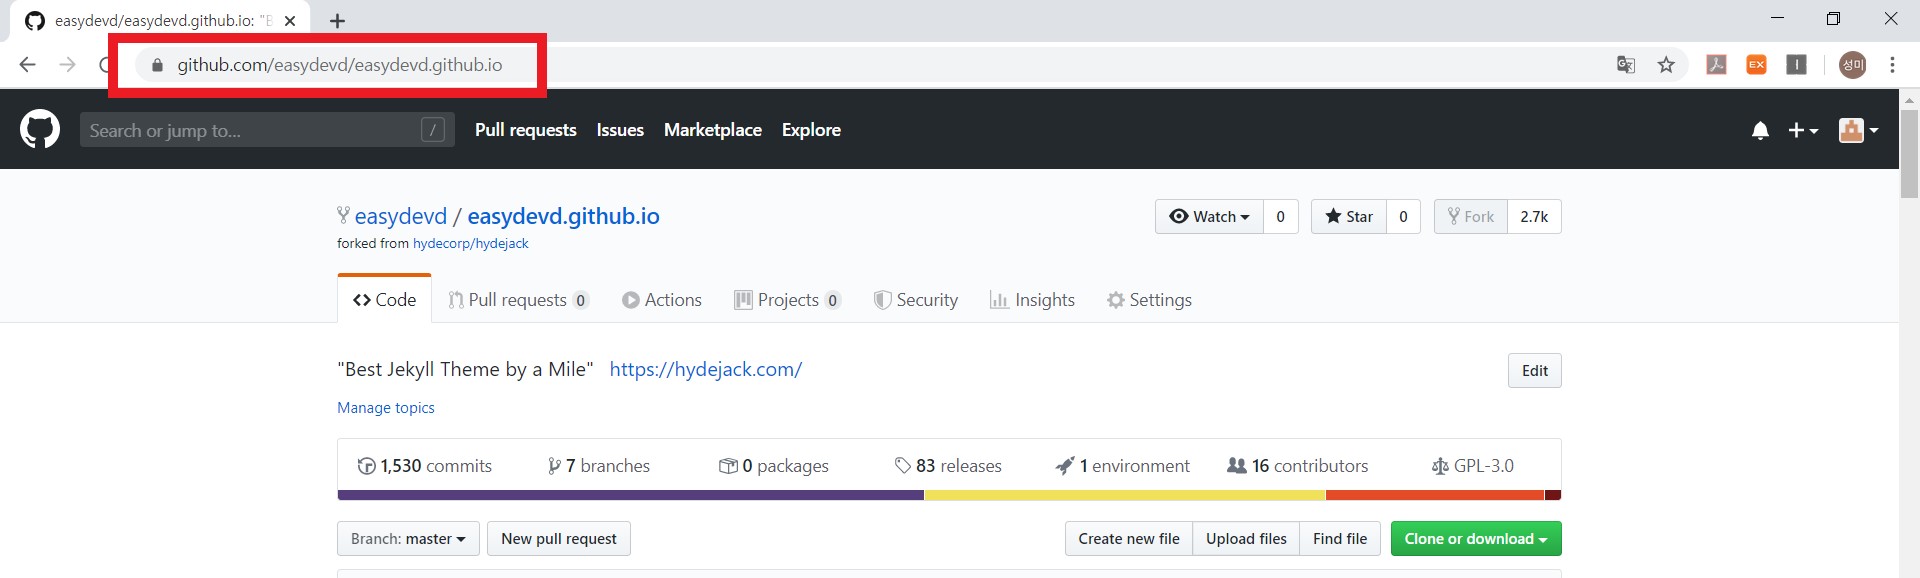 easydevd/easydevd.github.io: "B
github.com/easydevd/easydevd.github.io
EX
성미
Search or jump to... /
Pull requests Issues Marketplace Explore
easydevd / easydevd.github.io
Watch 0 Star 0 Fork 2.7k
forked from hydecorp/hydejack
Code Pull requests 0 Actions Projects 0 Security Insights Settings
"Best Jekyll Theme by a Mile" https://hydejack.com/
Edit
Manage topics
1,530 commits 7 branches 0 packages 83 releases 1 environment 16 contributors GPL-3.0
Branch: master New pull request Create new file Upload files Find file Clone or download